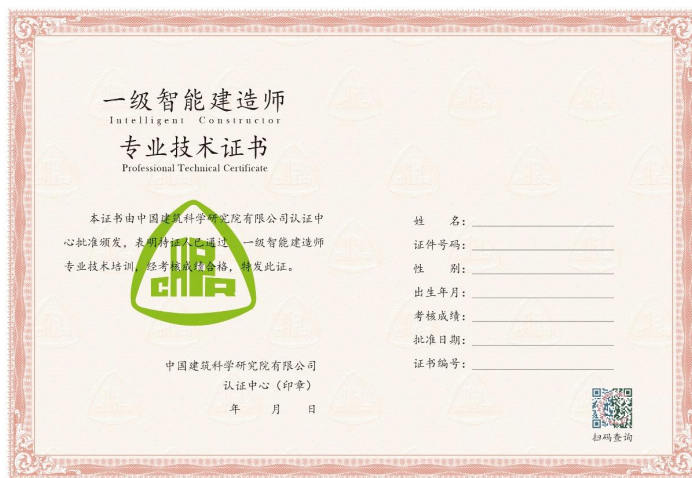 一级智能建造师
Intelligent Constructor
专业技术证书
Professional Technical Certificate
本证书由中国建筑科学研究院有限公司认证中
心批准颁发，表明持证人已通过 一级智能建造师
专业技术培训，经考核成绩合格，特发此证。
中国建筑科学研究院有限公司
认证中心（印章）
年 月 日
姓 名：
证件号码：
性 别：
出生年月：
考核成绩：
批准日期：
证书编号：
扫码查询